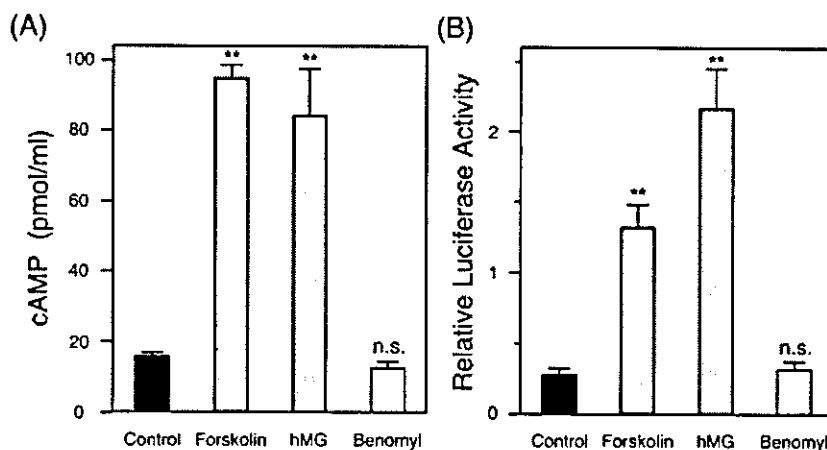 (A)
cAMP (pmol/ml)
100
80
60
40
20
0
**
**
n.s.
Control Forskolin hMG Benomyl
(B)
Relative Luciferase Activity
2
1
0
**
**
n.s.
Control Forskolin hMG Benomyl